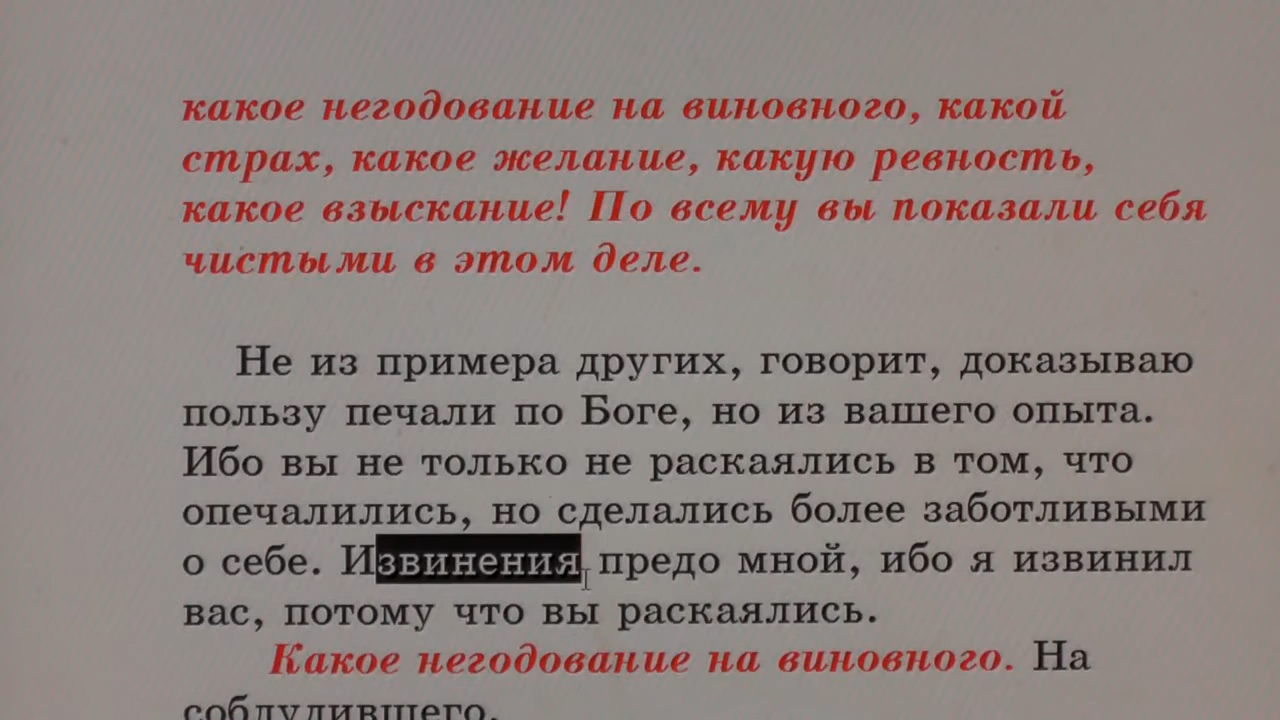 какое негодование на виновного, какой
страх, какое желание, какую ревность,
какое взыскание! По всему вы показали себя
чистыми в этом деле.
Не из примера других, говорит, доказываю
пользу печали по Боге, но из вашего опыта.
Ибо вы не только не раскаялись в том, что
опечалились, но сделались более заботливыми
о себе. Извинения предо мной, ибо я извинил
вас, потому что вы раскаялись.
Какое негодование на виновного. На
соблудившего.